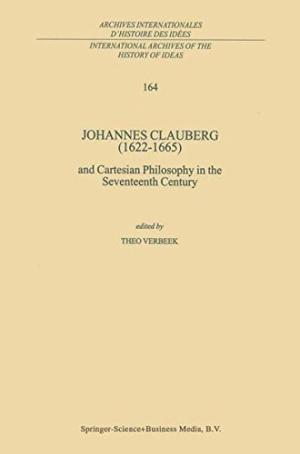 ARCHIVES INTERNATIONALES
D'HISTOIRE DES IDÉES
INTERNATIONAL ARCHIVES OF THE
HISTORY OF IDEAS
164
JOHANNES CLAUBERG
(1622-1665)
and Cartesian Philosophy in the
Seventeenth Century
edited by
THEO VERBEEK
Springer-Science+Business Media, B.V.